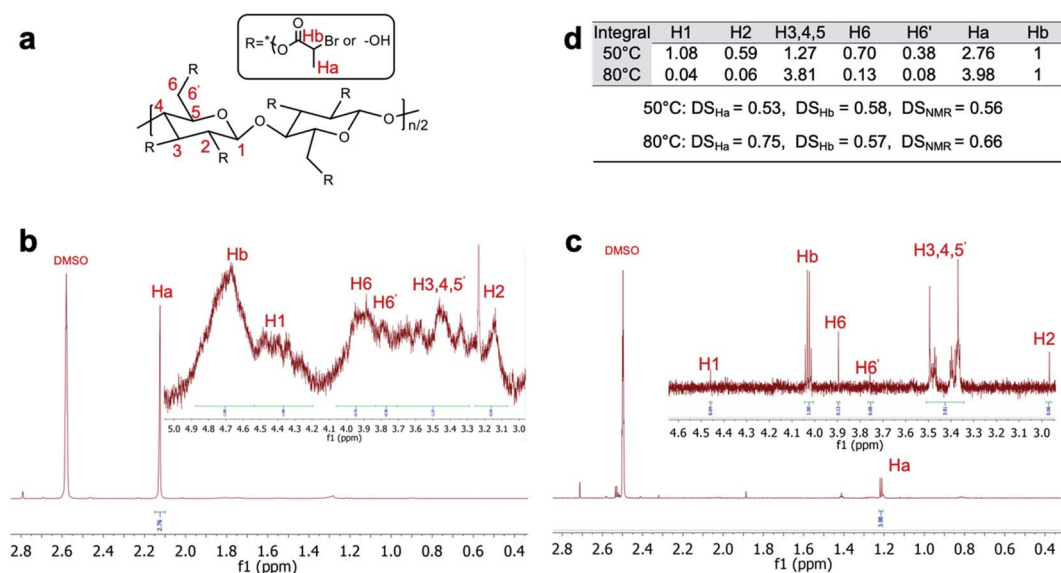 a
R=*
O
O
Hb
Br or -OH
Ha
R
6
6'
5
4
R
3
2
R
1
O
O
R
R
O
O
R
n/2
d
Integral H1 H2 H3,4,5 H6 H6' Ha Hb
50°C 1.08 0.59 1.27 0.70 0.38 2.76 1
80°C 0.04 0.06 3.81 0.13 0.08 3.98 1
50°C: DSHa = 0.53, DSHb = 0.58, DSNMR = 0.56
80°C: DSHa = 0.75, DSHb = 0.57, DSNMR = 0.66
b
DMSO
Ha
Hb
H1
H6
H6'
H3,4,5'
H2
5.0 4.9 4.8 4.7 4.6 4.5 4.4 4.3 4.2 4.1 4.0 3.9 3.8 3.7 3.6 3.5 3.4 3.3 3.2 3.1 3.0
f1 (ppm)
2.76
2.6 2.4 2.2 2.0 1.8 1.6 1.4 1.2 1.0 0.8 0.6 0.4
f1 (ppm)
c
DMSO
H1
Hb
H6
H6'
H3,4,5'
H2
0.04 1.00 0.13 0.08 3.81 0.06
4.6 4.5 4.4 4.3 4.2 4.1 4.0 3.9 3.8 3.7 3.6 3.5 3.4 3.3 3.2 3.1 3.0
f1 (ppm)
Ha
3.98
2.8 2.6 2.4 2.2 2.0 1.8 1.6 1.4 1.2 1.0 0.8 0.6 0.4
f1 (ppm)